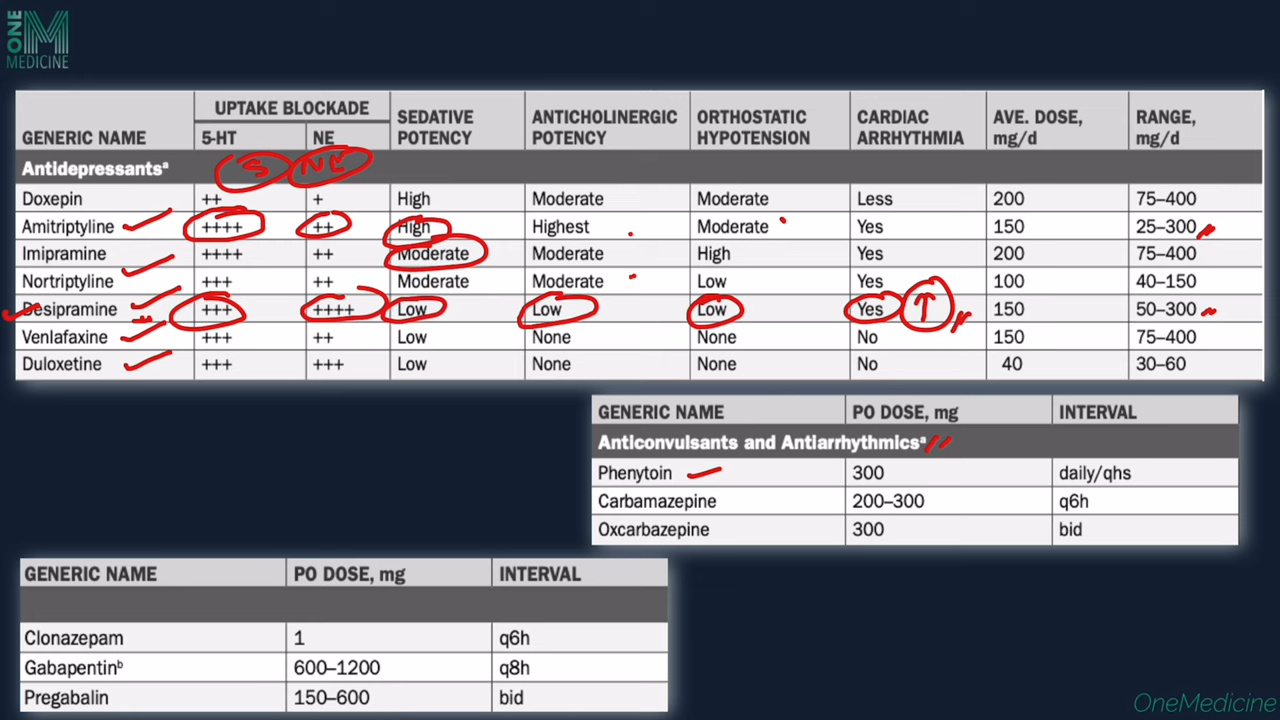 ONE
M
MEDICINE
GENERIC NAME UPTAKE BLOCKADE 5-HT NE SEDATIVE POTENCY ANTICHOLINERGIC POTENCY ORTHOSTATIC HYPOTENSION CARDIAC ARRHYTHMIA AVE. DOSE, mg/d RANGE, mg/d
Antidepressantsᵃ S NE
Doxepin ++ + High Moderate Moderate Less 200 75–400
Amitriptyline ++++ ++ High Highest Moderate Yes 150 25–300
Imipramine ++++ ++ Moderate Moderate High Yes 200 75–400
Nortriptyline +++ ++ Moderate Moderate Low Yes 100 40–150
Desipramine +++ ++++ Low Low Low Yes ↑ 150 50–300
Venlafaxine +++ ++ Low None None No 150 75–400
Duloxetine +++ +++ Low None None No 40 30–60
GENERIC NAME PO DOSE, mg INTERVAL
Anticonvulsants and Antiarrhythmicsᵃ
Phenytoin 300 daily/qhs
Carbamazepine 200–300 q6h
Oxcarbazepine 300 bid
GENERIC NAME PO DOSE, mg INTERVAL
Clonazepam 1 q6h
Gabapentinᵇ 600–1200 q8h
Pregabalin 150–600 bid
OneMedicine